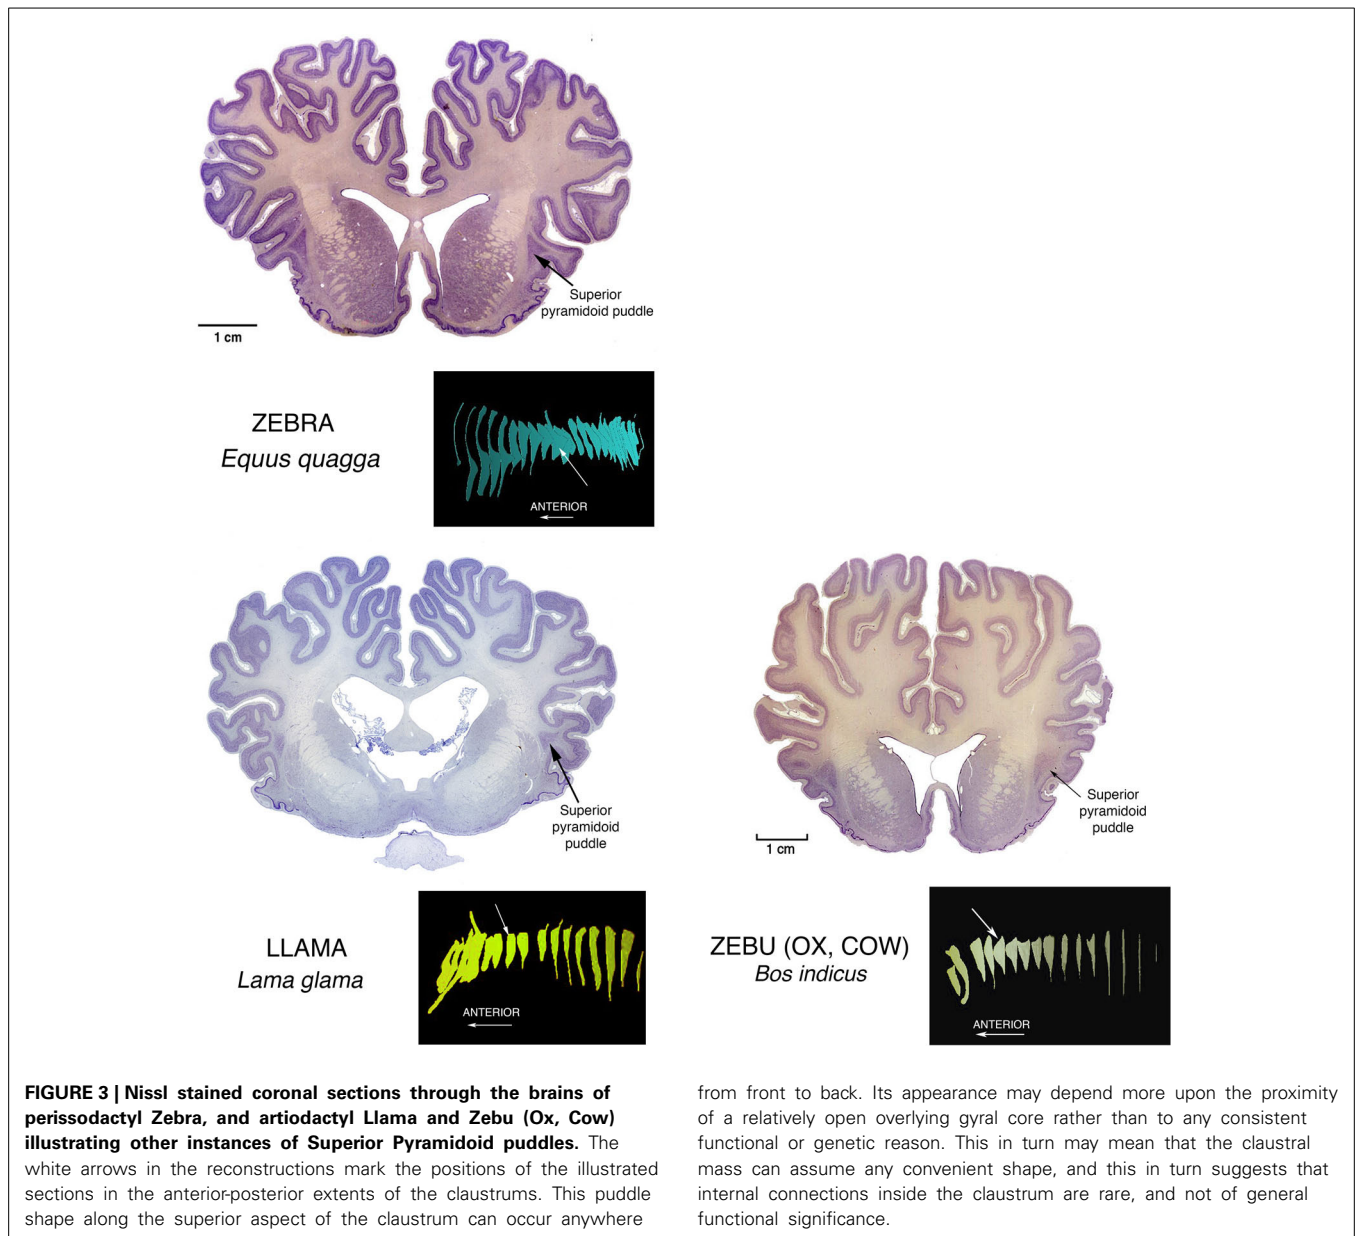 Superior
pyramidoid puddle
1 cm
ZEBRA
Equus quagga
ANTERIOR
Superior
pyramidoid
puddle
Superior
pyramidoid
puddle
1 cm
LLAMA
Lama glama
ANTERIOR
ZEBU (OX, COW)
Bos indicus
ANTERIOR
FIGURE 3 | Nissl stained coronal sections through the brains of
perissodactyl Zebra, and artiodactyl Llama and Zebu (Ox, Cow)
illustrating other instances of Superior Pyramidoid puddles. The
white arrows in the reconstructions mark the positions of the illustrated
sections in the anterior-posterior extents of the claustrums. This puddle
shape along the superior aspect of the claustrum can occur anywhere
from front to back. Its appearance may depend more upon the proximity
of a relatively open overlying gyral core rather than to any consistent
functional or genetic reason. This in turn may mean that the claustral
mass can assume any convenient shape, and this in turn suggests that
internal connections inside the claustrum are rare, and not of general
functional significance.